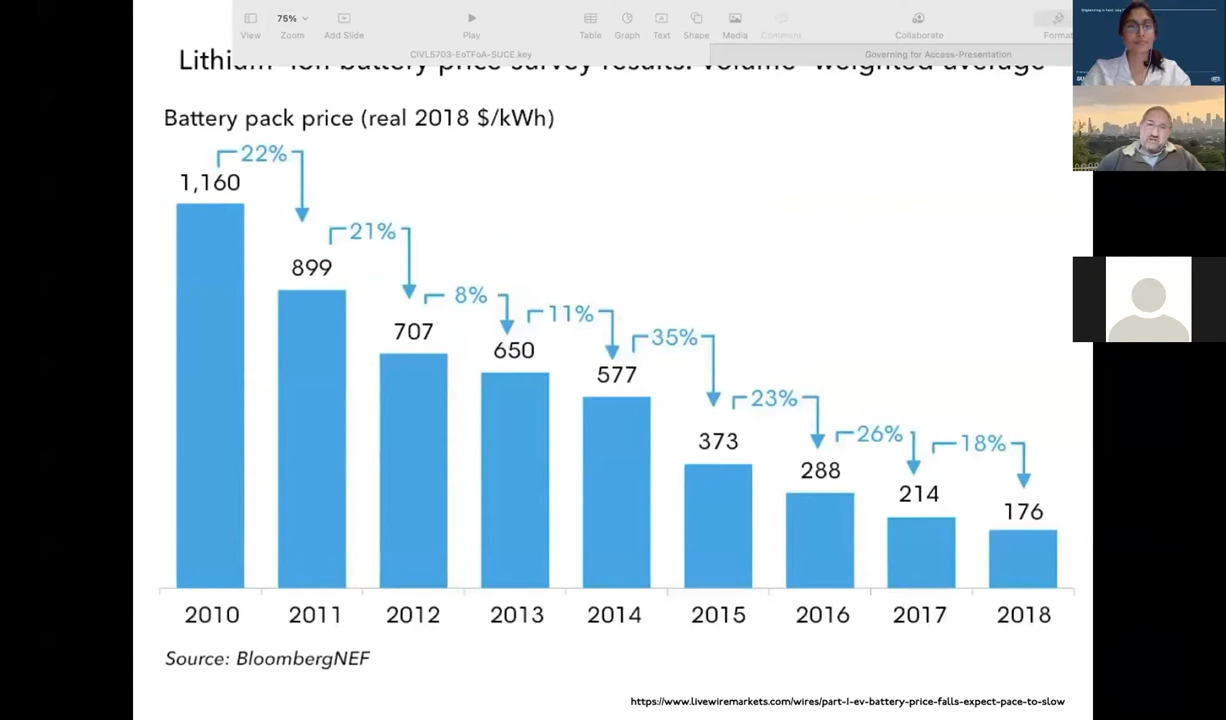 75%
View
Zoom
Add Slide
Play
Table
Graph
Text
Shape
Media
Comment
Collaborate
Format
CIVL5703-EoTFoA-SUCE.key
Governing for Access-Presentation
Lithium-ion battery price survey results: volume-weighted average
Battery pack price (real 2018 $/kWh)
22%
1,160
21%
899
8%
707
11%
650
35%
577
23%
373
26%
288
18%
214
176
2010 2011 2012 2013 2014 2015 2016 2017 2018
Source: BloombergNEF
https://www.livewiremarkets.com/wires/part-I-ev-battery-price-falls-expect-pace-to-slow